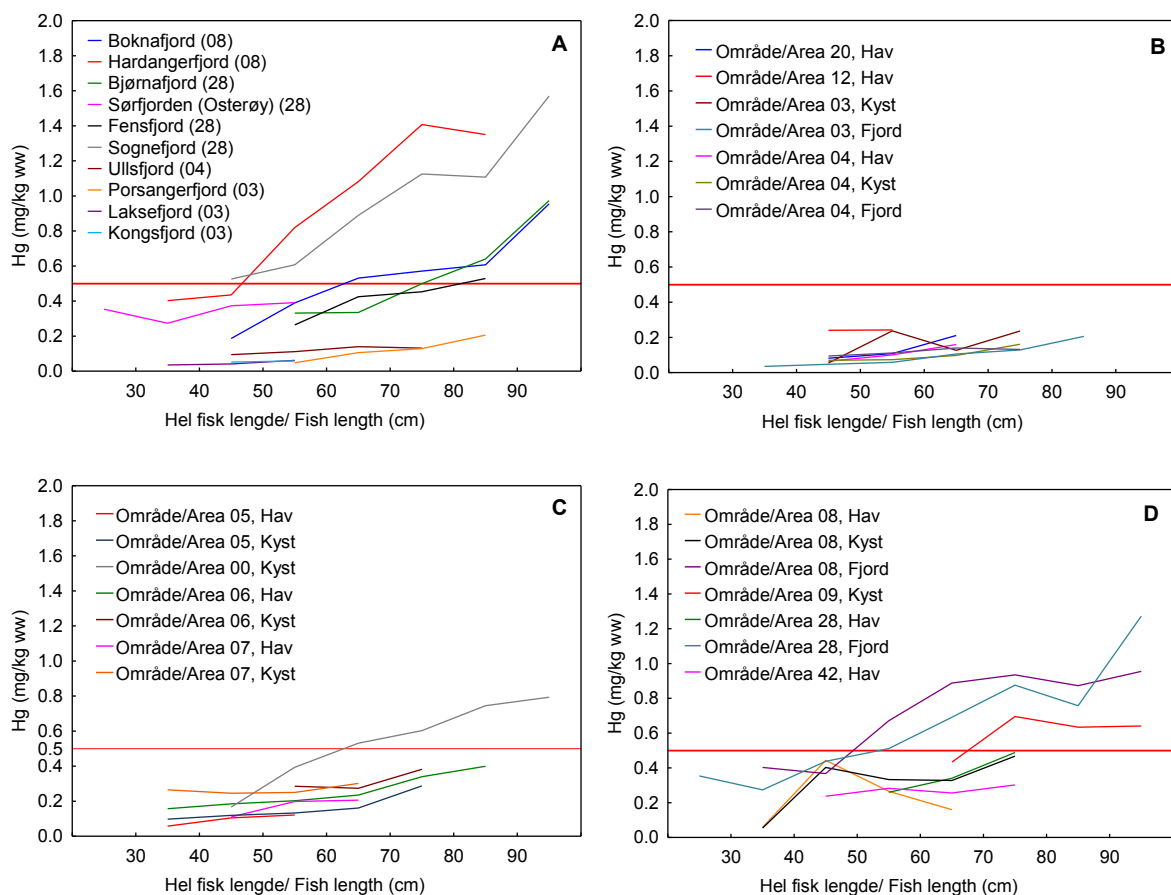 A
Hg (mg/kg ww)
2.0
1.8
1.6
1.4
1.2
1.0
0.8
0.6
0.4
0.2
0.0
Boknafjord (08)
Hardangerfjord (08)
Bjørnafjord (28)
Sørfjorden (Osterøy) (28)
Fensfjord (28)
Sognefjord (28)
Ullsfjord (04)
Porsangerfjord (03)
Laksefjord (03)
Kongsfjord (03)
30 40 50 60 70 80 90
Hel fisk lengde/ Fish length (cm)
B
Hg (mg/kg ww)
2.0
1.8
1.6
1.4
1.2
1.0
0.8
0.6
0.4
0.2
0.0
Område/Area 20, Hav
Område/Area 12, Hav
Område/Area 03, Kyst
Område/Area 03, Fjord
Område/Area 04, Hav
Område/Area 04, Kyst
Område/Area 04, Fjord
30 40 50 60 70 80 90
Hel fisk lengde/ Fish length (cm)
C
Hg (mg/kg ww)
2.0
1.8
1.6
1.4
1.2
1.0
0.8
0.6
0.5
0.4
0.2
0.0
Område/Area 05, Hav
Område/Area 05, Kyst
Område/Area 00, Kyst
Område/Area 06, Hav
Område/Area 06, Kyst
Område/Area 07, Hav
Område/Area 07, Kyst
30 40 50 60 70 80 90
Hel fisk lengde/ Fish length (cm)
D
Hg (mg/kg ww)
2.0
1.8
1.6
1.4
1.2
1.0
0.8
0.6
0.4
0.2
0.0
Område/Area 08, Hav
Område/Area 08, Kyst
Område/Area 08, Fjord
Område/Area 09, Kyst
Område/Area 28, Hav
Område/Area 28, Fjord
Område/Area 42, Hav
30 40 50 60 70 80 90
Hel fisk lengde/ Fish length (cm)